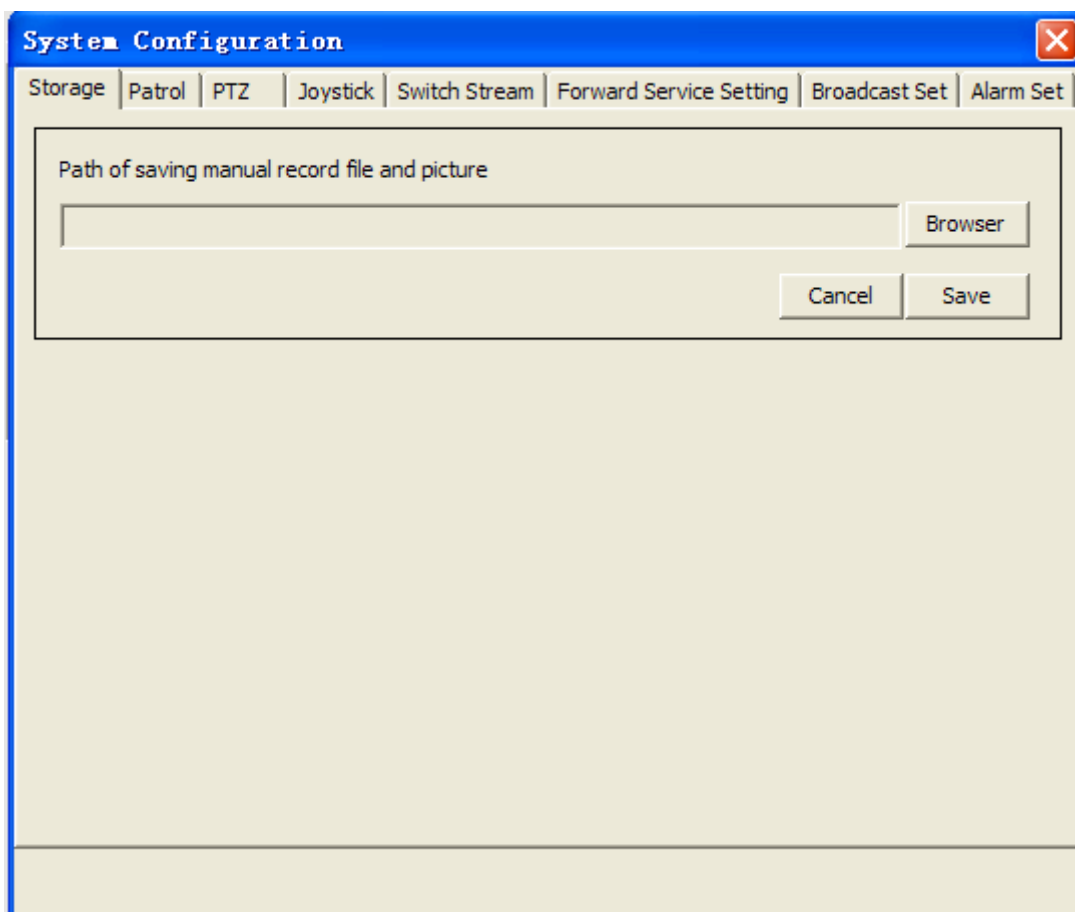 System Configuration
Storage Patrol PTZ Joystick Switch Stream Forward Service Setting Broadcast Set Alarm Set
Path of saving manual record file and picture
Browser
Cancel Save